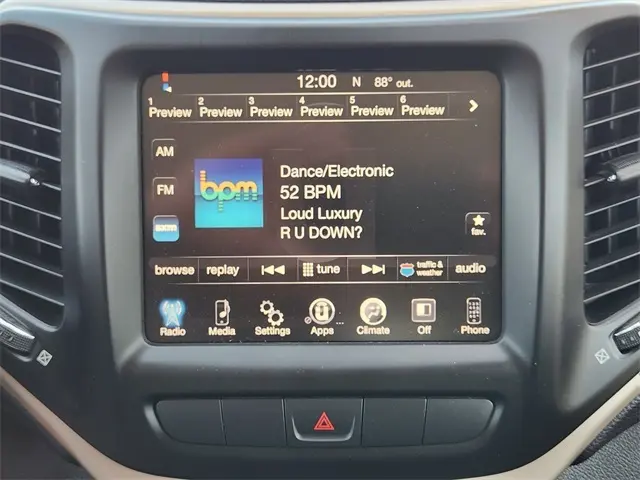 12:00 N 88° out.
1 Preview 2 Preview 3 Preview 4 Preview 5 Preview 6 Preview
AM
FM
sxm
bpm
Dance/Electronic
52 BPM
Loud Luxury
R U DOWN?
fav.
browse replay tune traffic & weather audio
Radio Media Settings Apps ... Climate Off Phone